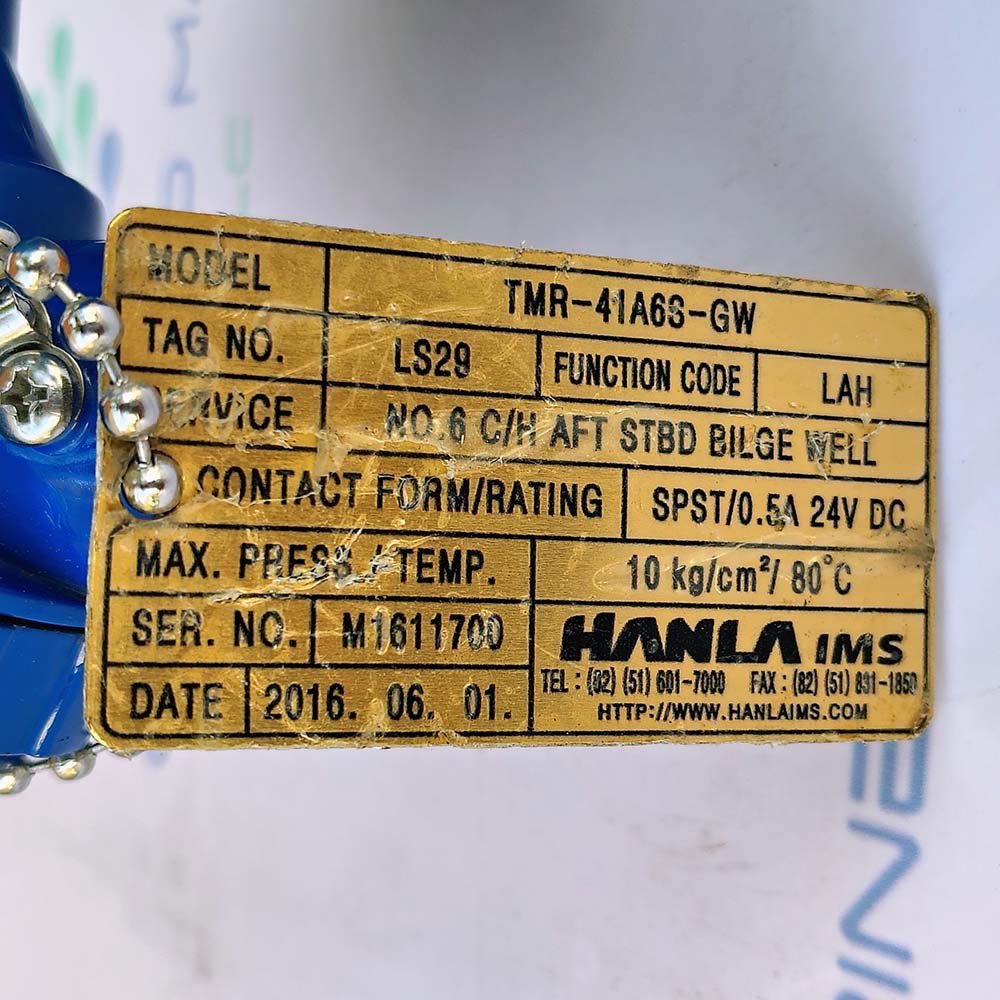 MODEL TMR-41A6S-GW
TAG NO. LS29 FUNCTION CODE LAH
SERVICE NO.6 C/H AFT STBD BILGE WELL
CONTACT FORM/RATING SPST/0.5A 24V DC
MAX. PRESS / TEMP. 10 kg/cm²/ 80°C
SER. NO. M1611700
HANLA IMS
TEL : (82) (51) 601-7000 FAX : (82) (51) 831-1850
DATE 2016. 06. 01.
HTTP://WWW.HANLAIMS.COM